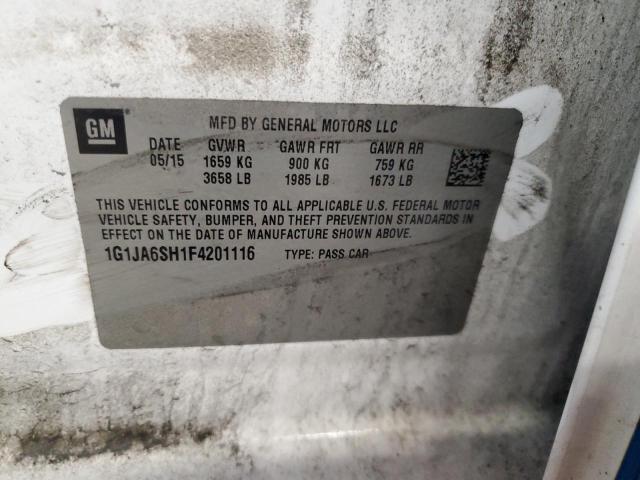 GM
MFD BY GENERAL MOTORS LLC
DATE GVWR GAWR FRT GAWR RR
05/15 1659 KG 900 KG 759 KG
3658 LB 1985 LB 1673 LB
THIS VEHICLE CONFORMS TO ALL APPLICABLE U.S. FEDERAL MOTOR
VEHICLE SAFETY, BUMPER, AND THEFT PREVENTION STANDARDS IN
EFFECT ON THE DATE OF MANUFACTURE SHOWN ABOVE.
1G1JA6SH1F4201116 TYPE: PASS CAR